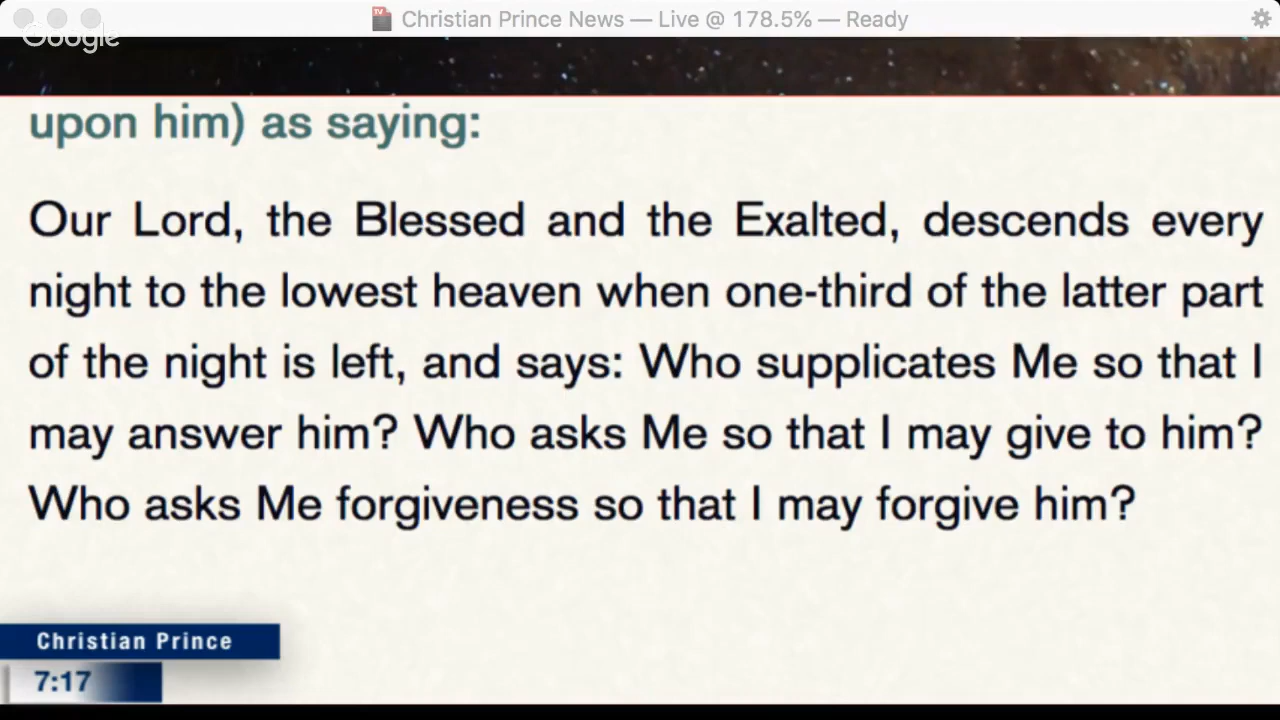 Christian Prince News — Live @ 178.5% — Ready
Google
upon him) as saying:
Our Lord, the Blessed and the Exalted, descends every
night to the lowest heaven when one-third of the latter part
of the night is left, and says: Who supplicates Me so that I
may answer him? Who asks Me so that I may give to him?
Who asks Me forgiveness so that I may forgive him?
Christian Prince
7:17